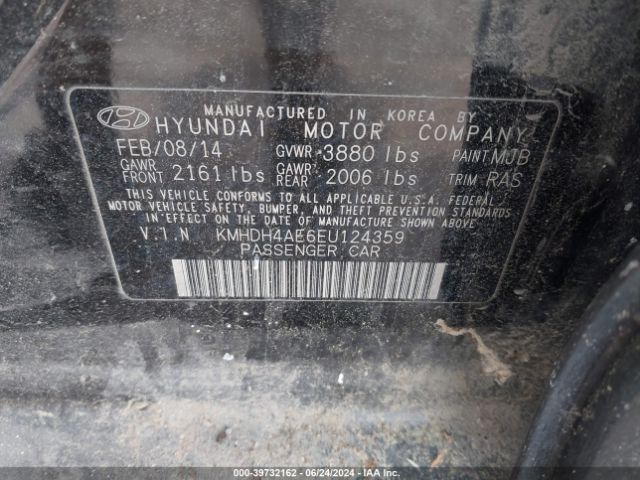 MANUFACTURED IN KOREA BY
HYUNDAI MOTOR COMPANY
FEB/08/14 GVWR 3880 lbs PAINT MJB
GAWR FRONT 2161 lbs GAWR REAR 2006 lbs TRIM RAS
THIS VEHICLE CONFORMS TO ALL APPLICABLE U.S.A. FEDERAL
MOTOR VEHICLE SAFETY, BUMPER, AND THEFT PREVENTION STANDARDS
IN EFFECT ON THE DATE OF MANUFACTURE SHOWN ABOVE
V.I.N KMHDH4AE6EU124359
PASSENGER CAR
000-39732162 - 06/24/2024 - IAAI.COM